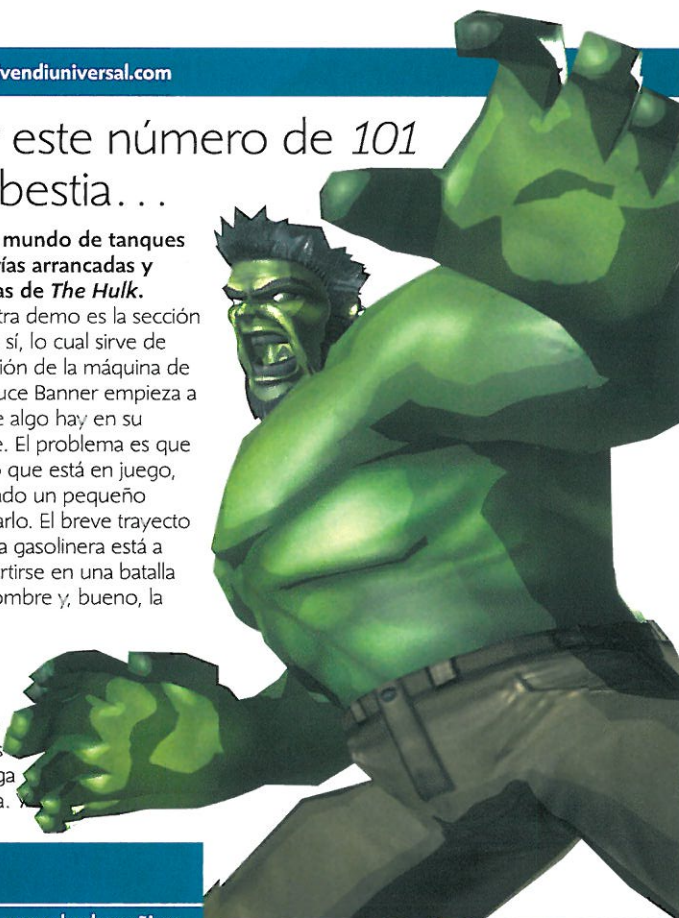 vendiuniversal.com
este número de 101
bestia...
mundo de tanques
ías arrancadas y
as de The Hulk.
tra demo es la sección
sí, lo cual sirve de
ión de la máquina de
uce Banner empieza a
e algo hay en su
e. El problema es que
o que está en juego,
ado un pequeño
arlo. El breve trayecto
a gasolinera está a
rtirse en una batalla
ombre y, bueno, la
s
ga
a.